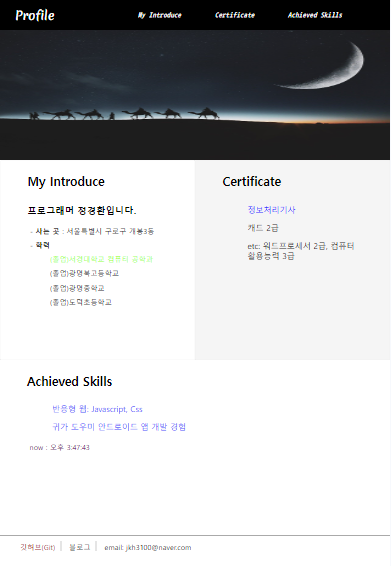 Profile
My Introduce
Certificate
Achieved Skills
My Introduce
프로그래머 정경환입니다.
- 사는 곳 : 서울특별시 구로구 개봉3동
- 약력
(졸업)서경대학교 컴퓨터 공학과
(졸업)광명북고등학교
(졸업)광명중학교
(졸업)도덕초등학교
Certificate
정보처리기사
캐드 2급
etc: 워드프로세서 2급, 컴퓨터
활용능력 3급
Achieved Skills
반응형 웹: Javascript, Css
귀가 도우미 안드로이드 앱 개발 경험
now : 오후 3:47:43
깃허브(Git)
블로그
email: jkh3100@naver.com